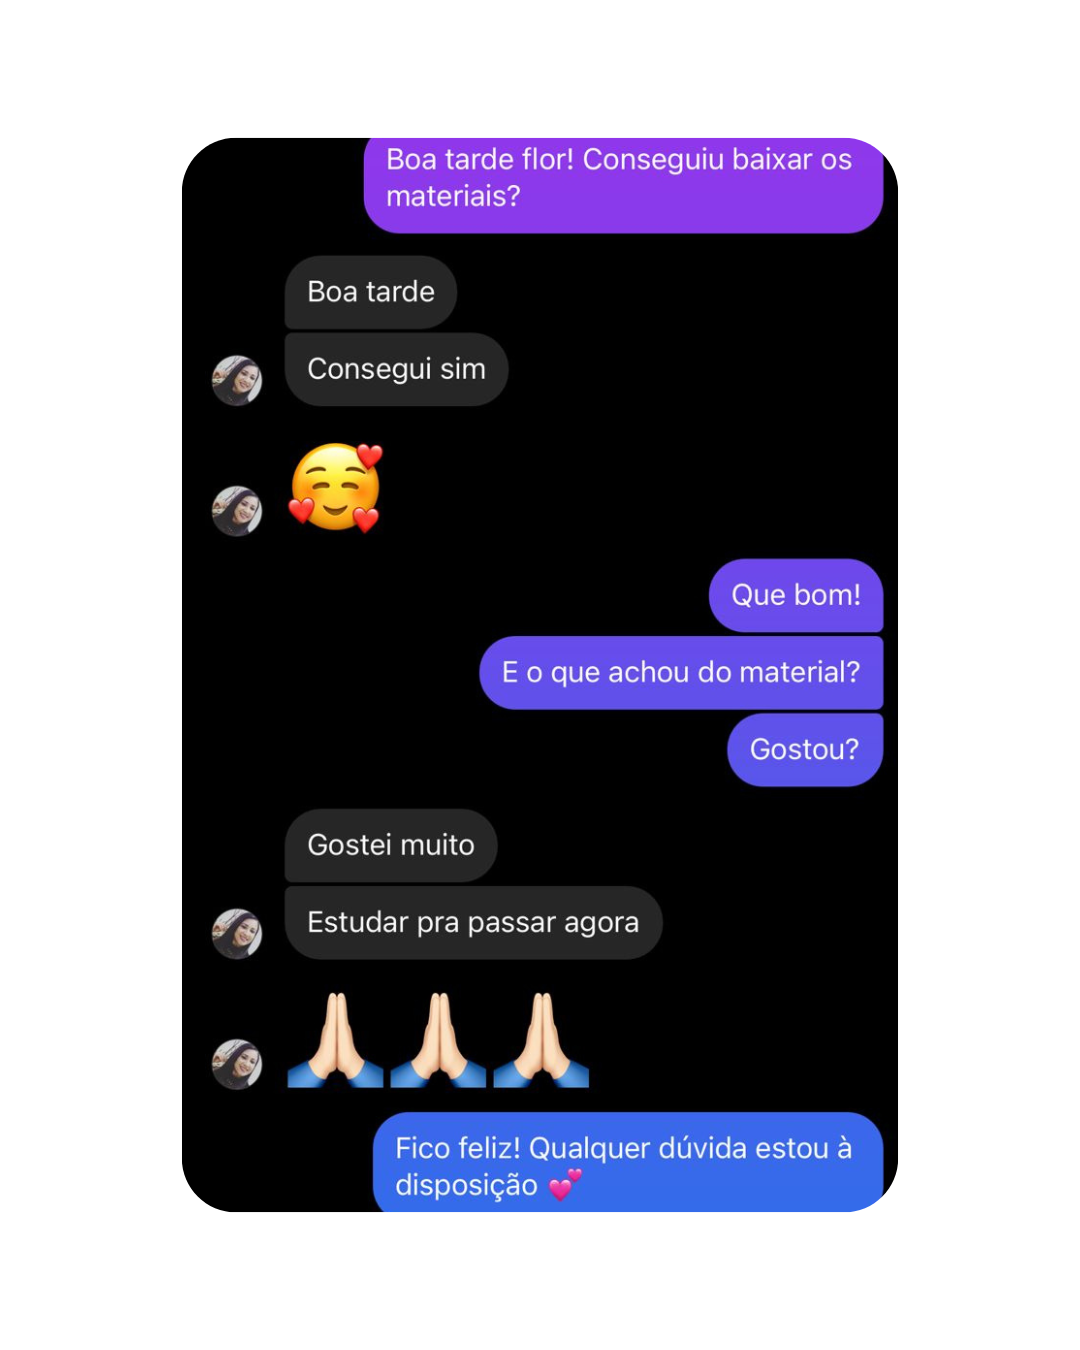 Boa tarde flor! Conseguiu baixar os
materiais?
Boa tarde
Consegui sim
🥰
Que bom!
E o que achou do material?
Gostou?
Gostei muito
Estudar pra passar agora
🙏🏻🙏🏻🙏🏻
Fico feliz! Qualquer dúvida estou à
disposição 💕